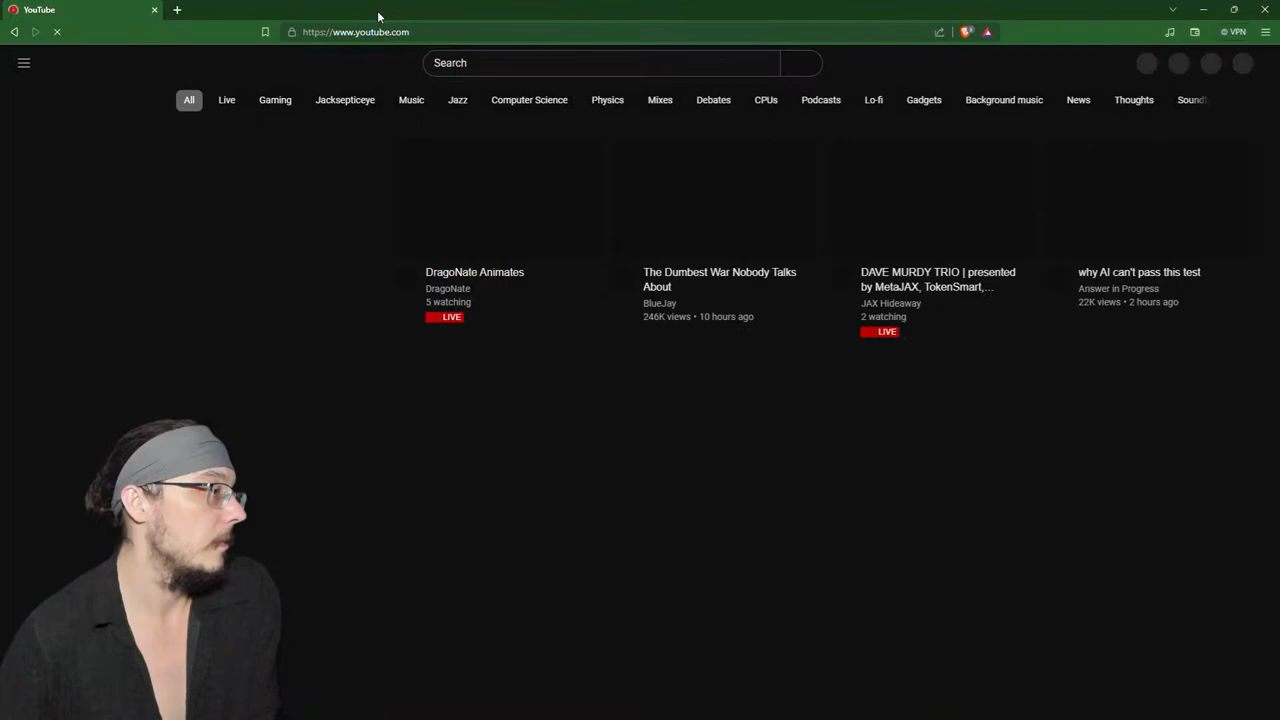 YouTube
https://www.youtube.com
VPN
Search
All Live Gaming Jacksepticeye Music Jazz Computer Science Physics Mixes Debates CPUs Podcasts Lo-fi Gadgets Background music News Thoughts Sound
DragoNate Animates
DragoNate
5 watching
LIVE
The Dumbest War Nobody Talks
About
BlueJay
246K views • 10 hours ago
DAVE MURDY TRIO | presented
by MetaJAX, TokenSmart,...
JAX Hideaway
2 watching
LIVE
why AI can't pass this test
Answer in Progress
22K views • 2 hours ago